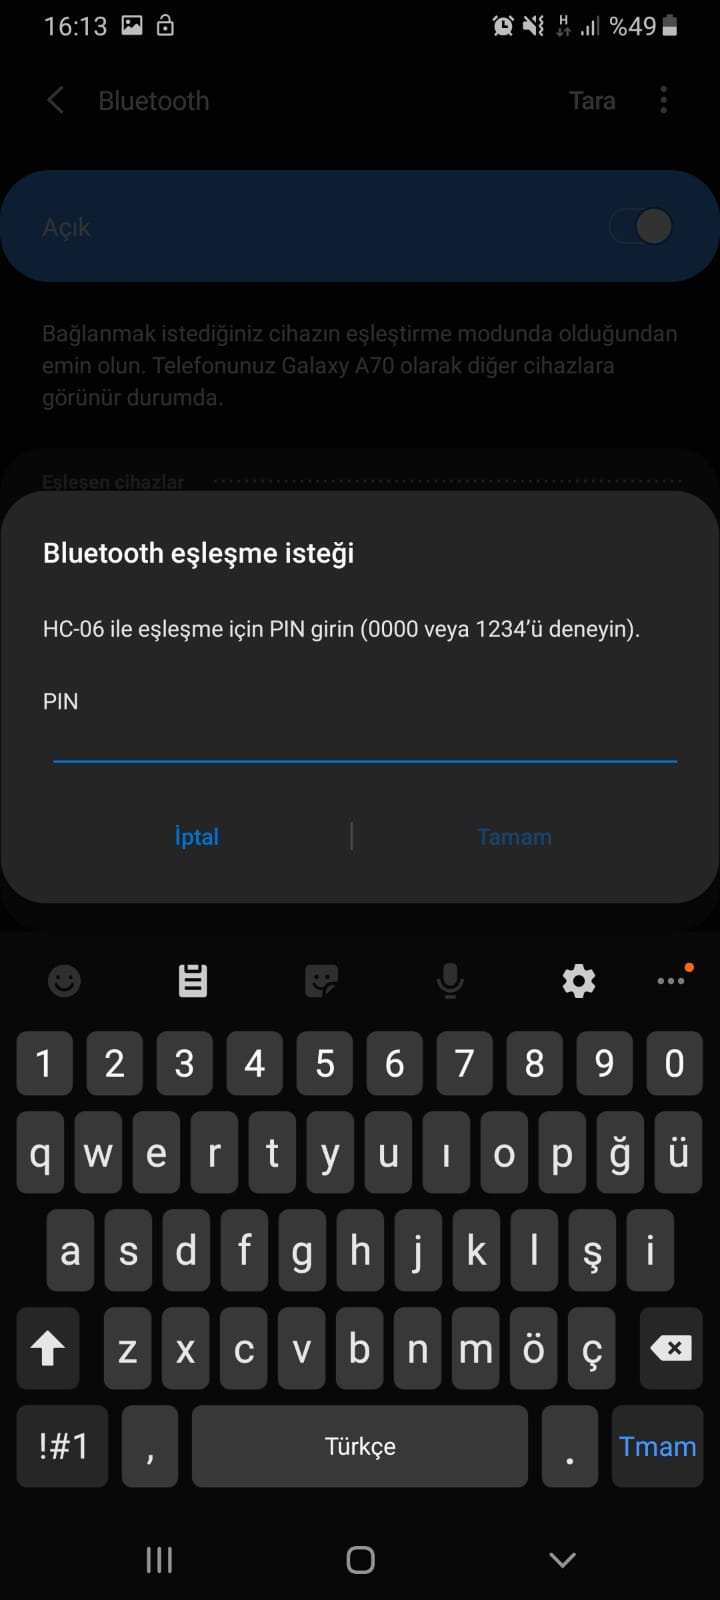 16:13
H
%49
Bluetooth
Tara
Açık
Bağlanmak istediğiniz cihazın eşleştirme modunda olduğundan
emin olun. Telefonunuz Galaxy A70 olarak diğer cihazlara
görünür durumda.
Eşleşen cihazlar
Bluetooth eşleşme isteği
HC-06 ile eşleşme için PIN girin (0000 veya 1234'ü deneyin).
PIN
İptal
Tamam
1 2 3 4 5 6 7 8 9 0
q w e r t y u ı o p ğ ü
a s d f g h j k l ş i
z x c v b n m ö ç
!#1 , Türkçe . Tmam